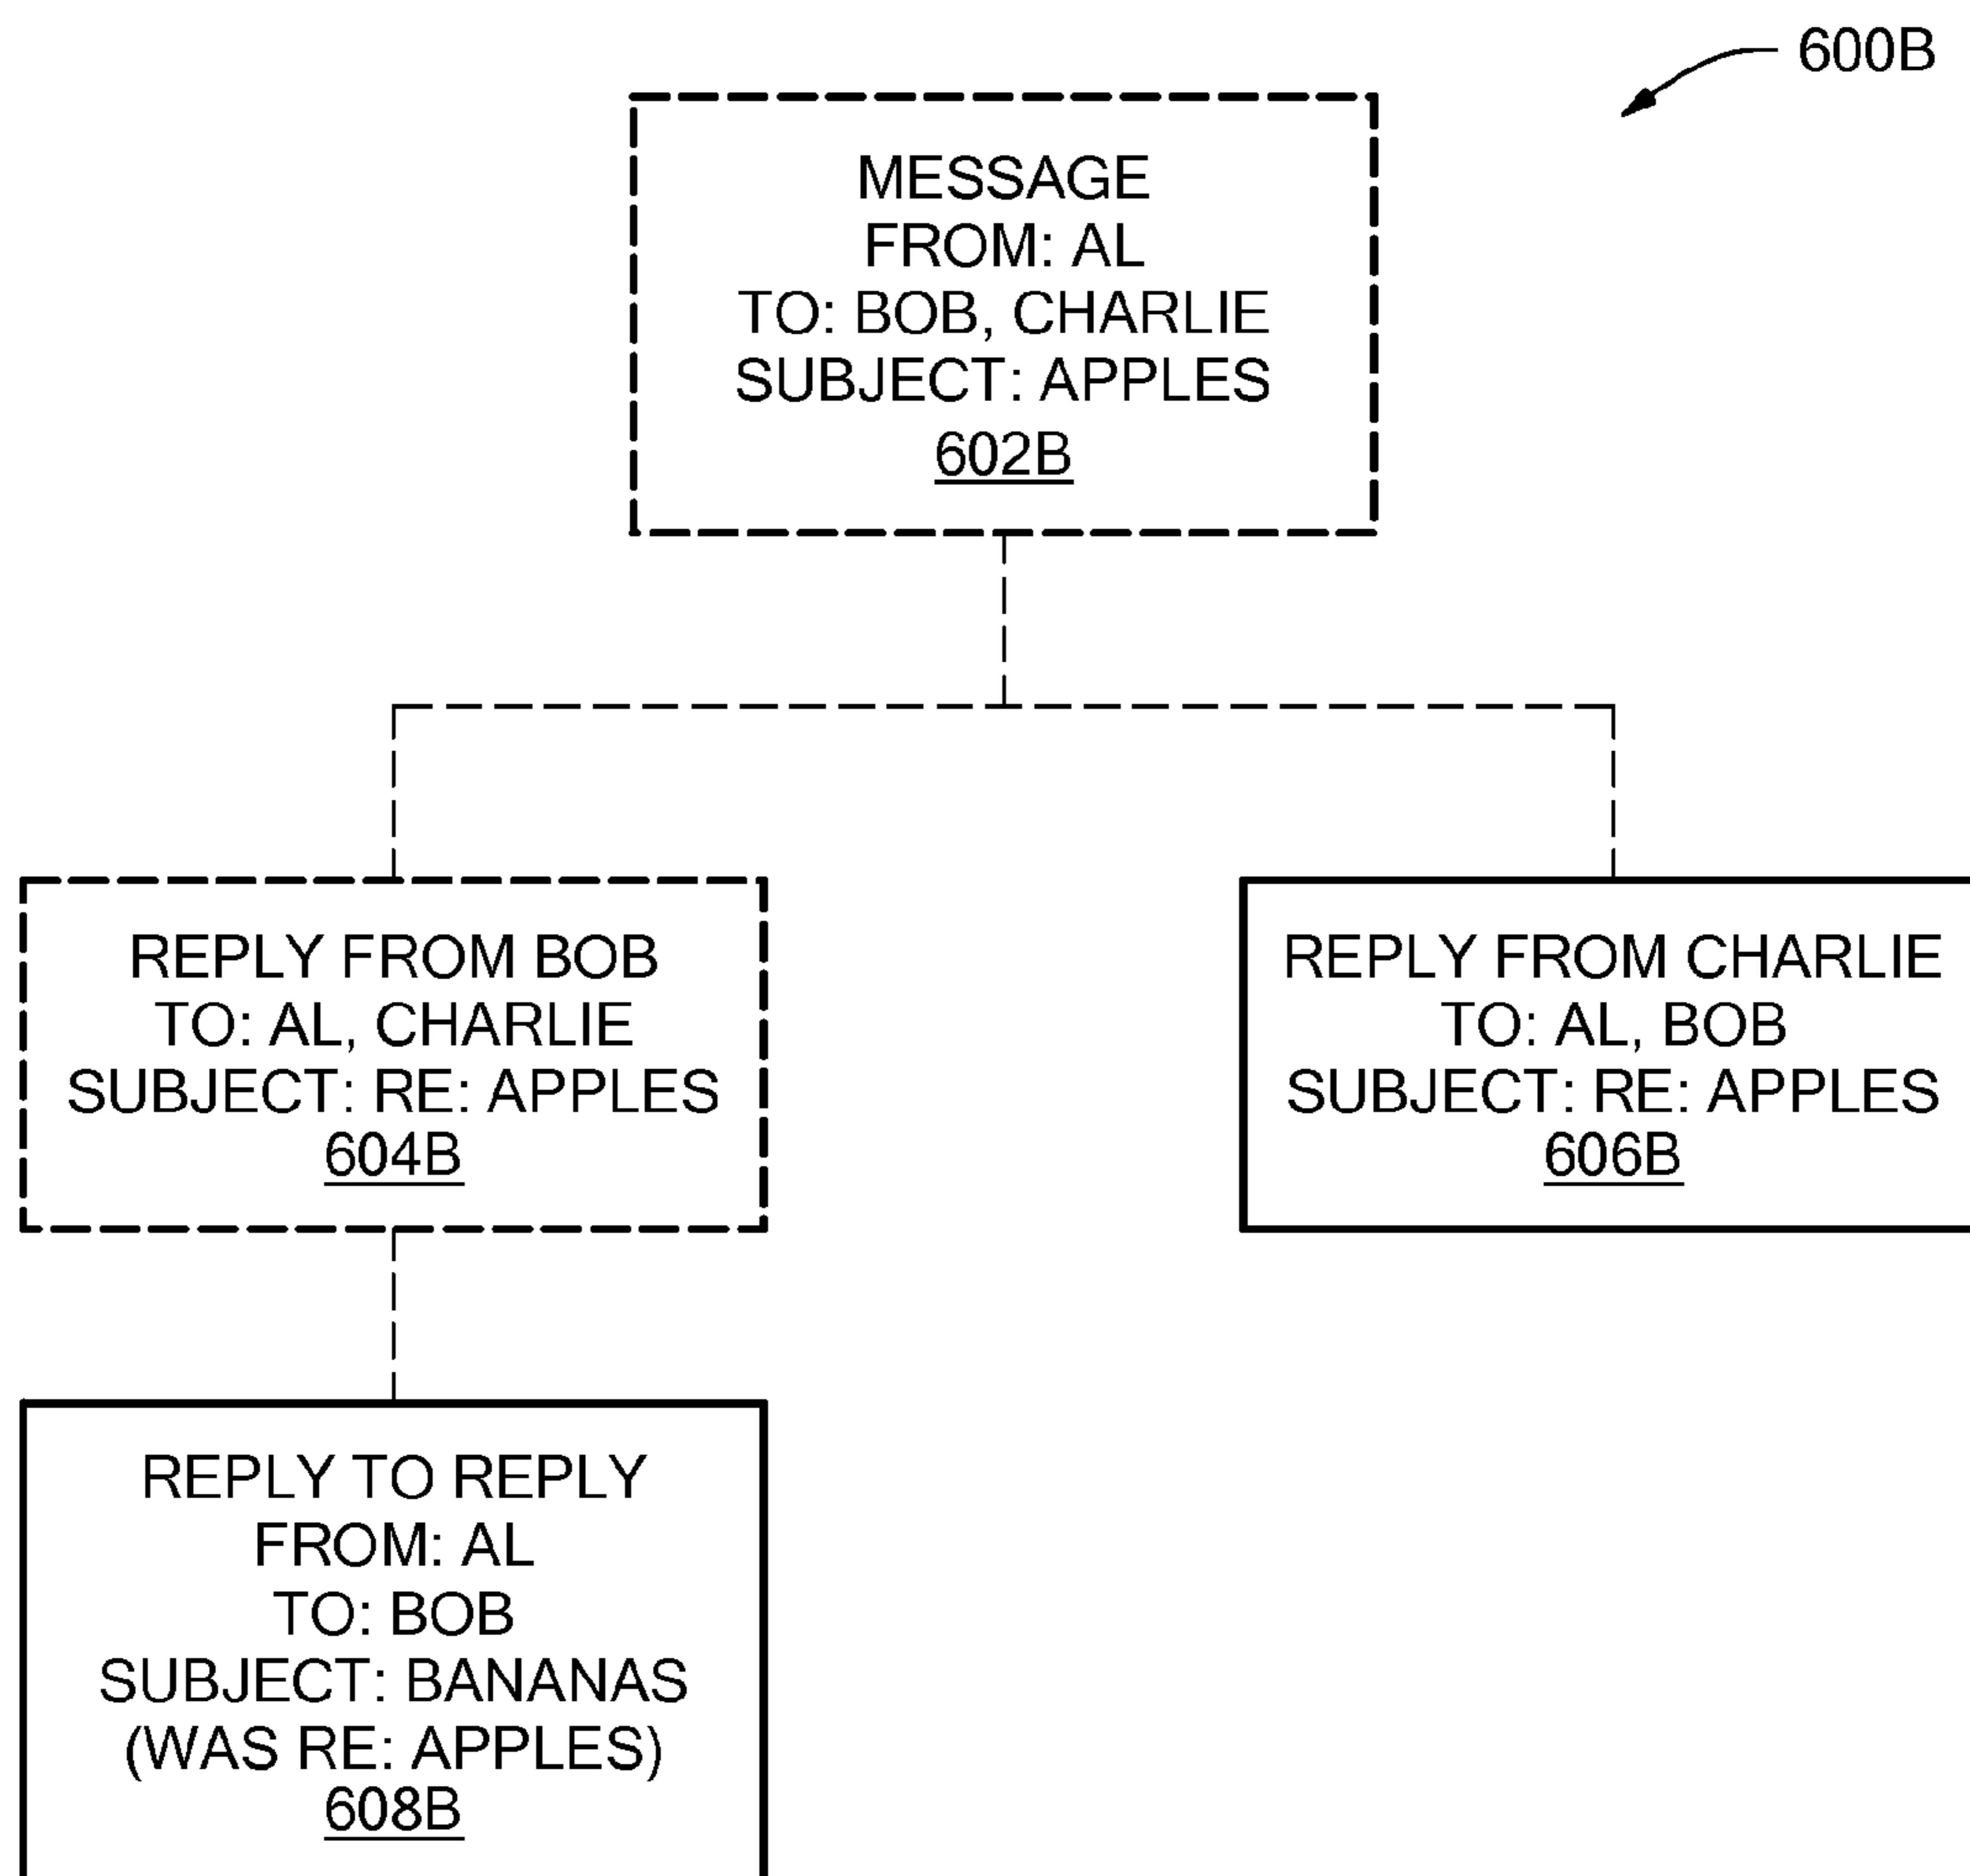 600B
MESSAGE
FROM: AL
TO: BOB, CHARLIE
SUBJECT: APPLES
602B
REPLY FROM BOB
TO: AL, CHARLIE
SUBJECT: RE: APPLES
604B
REPLY FROM CHARLIE
TO: AL, BOB
SUBJECT: RE: APPLES
606B
REPLY TO REPLY
FROM: AL
TO: BOB
SUBJECT: BANANAS
(WAS RE: APPLES)
608B